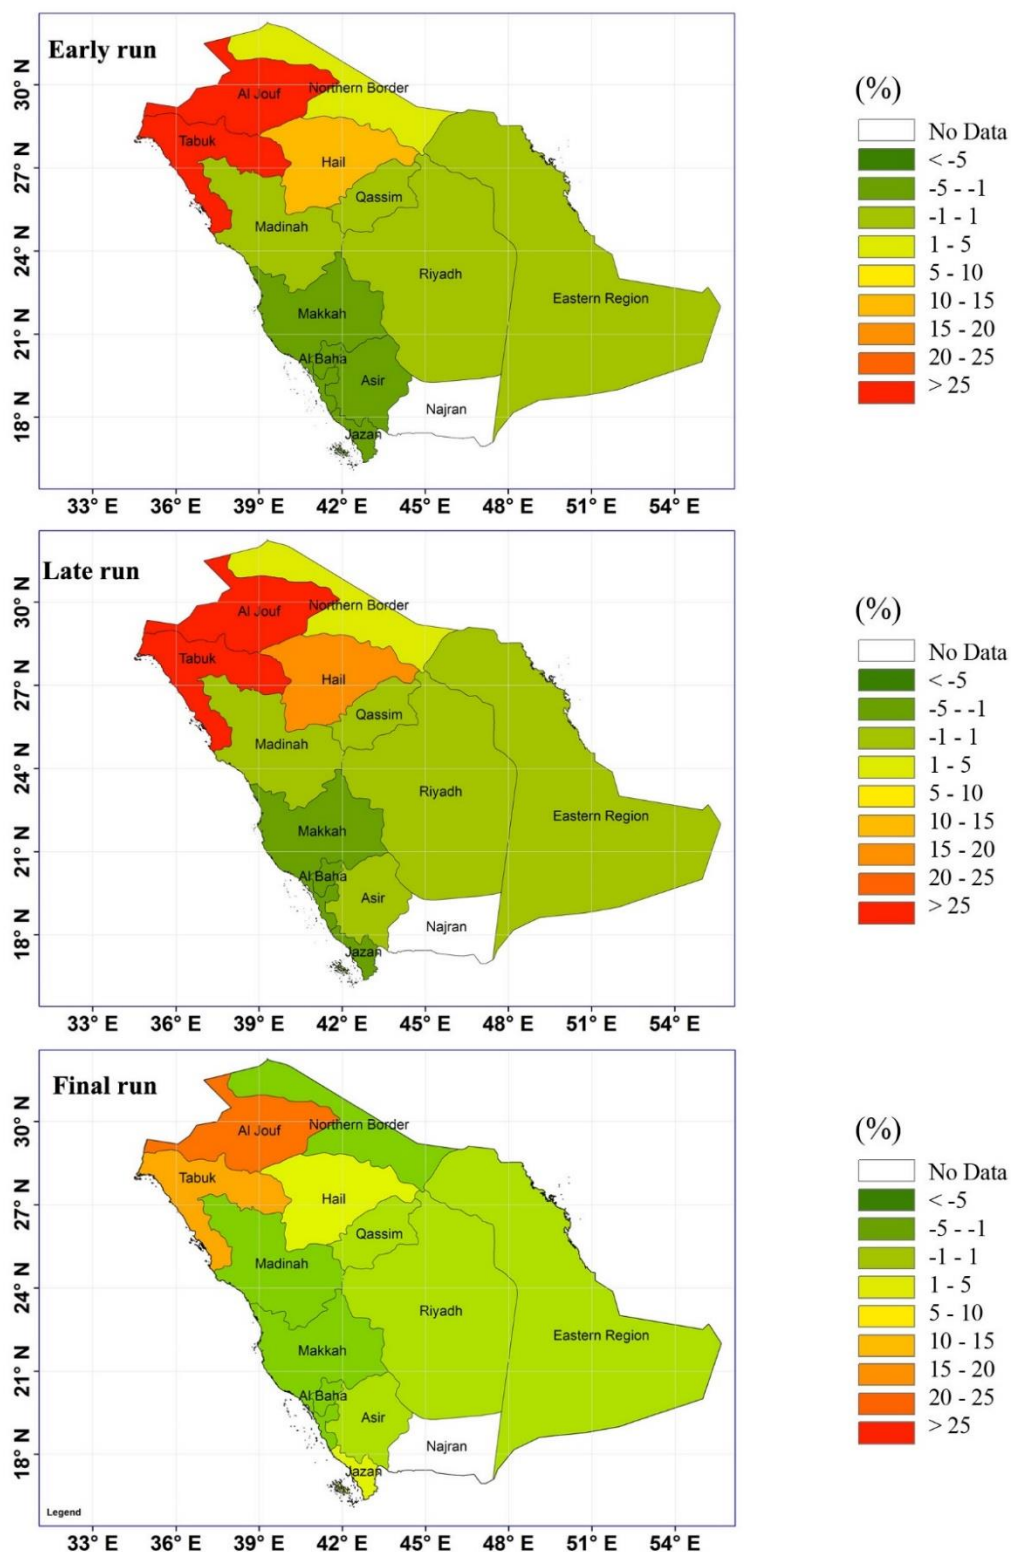 Early run
Al Jouf
Northern Border
Tabuk
Hail
Qassim
Madinah
Riyadh
Eastern Region
Makkah
Al Baha
Asir
Najran
Jazan
30° N
27° N
24° N
21° N
18° N
33° E 36° E 39° E 42° E 45° E 48° E 51° E 54° E
(%)
No Data
< -5
-5 - -1
-1 - 1
1 - 5
5 - 10
10 - 15
15 - 20
20 - 25
> 25
Late run
Al Jouf
Northern Border
Tabuk
Hail
Qassim
Madinah
Riyadh
Eastern Region
Makkah
Al Baha
Asir
Najran
Jazan
30° N
27° N
24° N
21° N
18° N
33° E 36° E 39° E 42° E 45° E 48° E 51° E 54° E
(%)
No Data
< -5
-5 - -1
-1 - 1
1 - 5
5 - 10
10 - 15
15 - 20
20 - 25
> 25
Final run
Al Jouf
Northern Border
Tabuk
Hail
Qassim
Madinah
Riyadh
Eastern Region
Makkah
Al Baha
Asir
Najran
Jazan
Legend
30° N
27° N
24° N
21° N
18° N
33° E 36° E 39° E 42° E 45° E 48° E 51° E 54° E
(%)
No Data
< -5
-5 - -1
-1 - 1
1 - 5
5 - 10
10 - 15
15 - 20
20 - 25
> 25